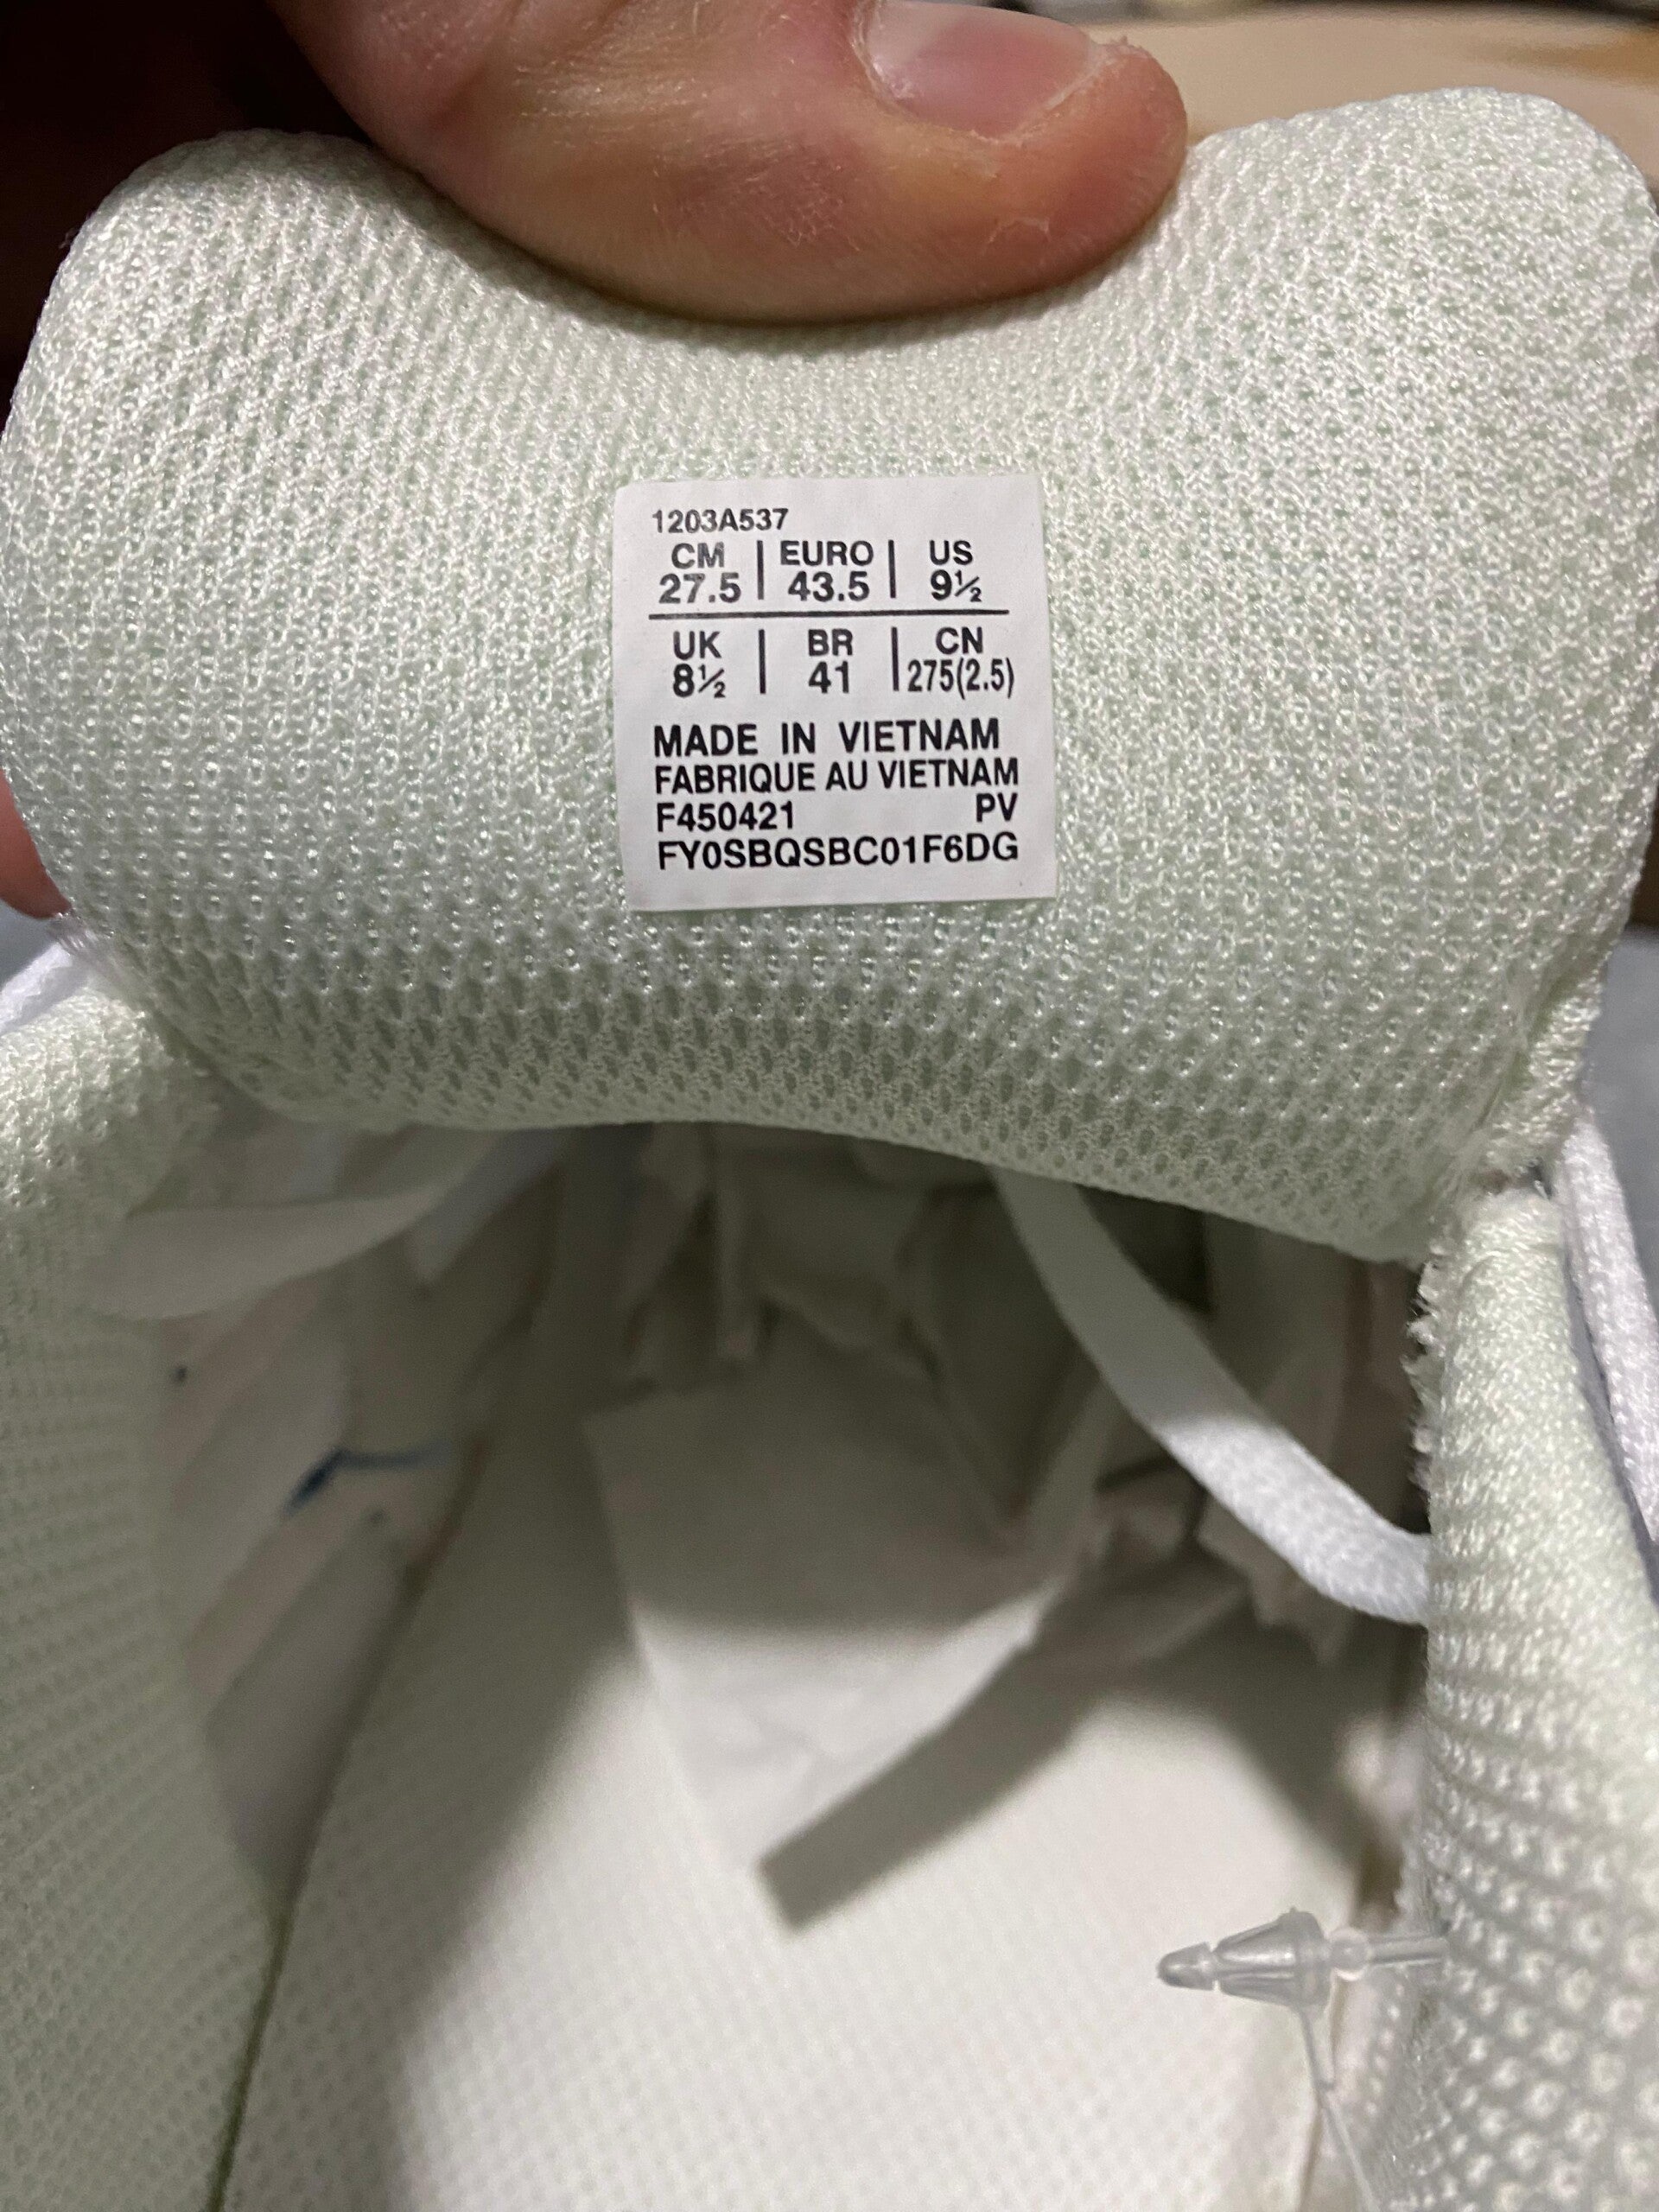 1203A537
CM | EURO | US
27.5 | 43.5 | 9½
UK | BR | CN
8½ | 41 | 275(2.5)
MADE IN VIETNAM
FABRIQUE AU VIETNAM
F450421 PV
FY0SBQSBC01F6DG